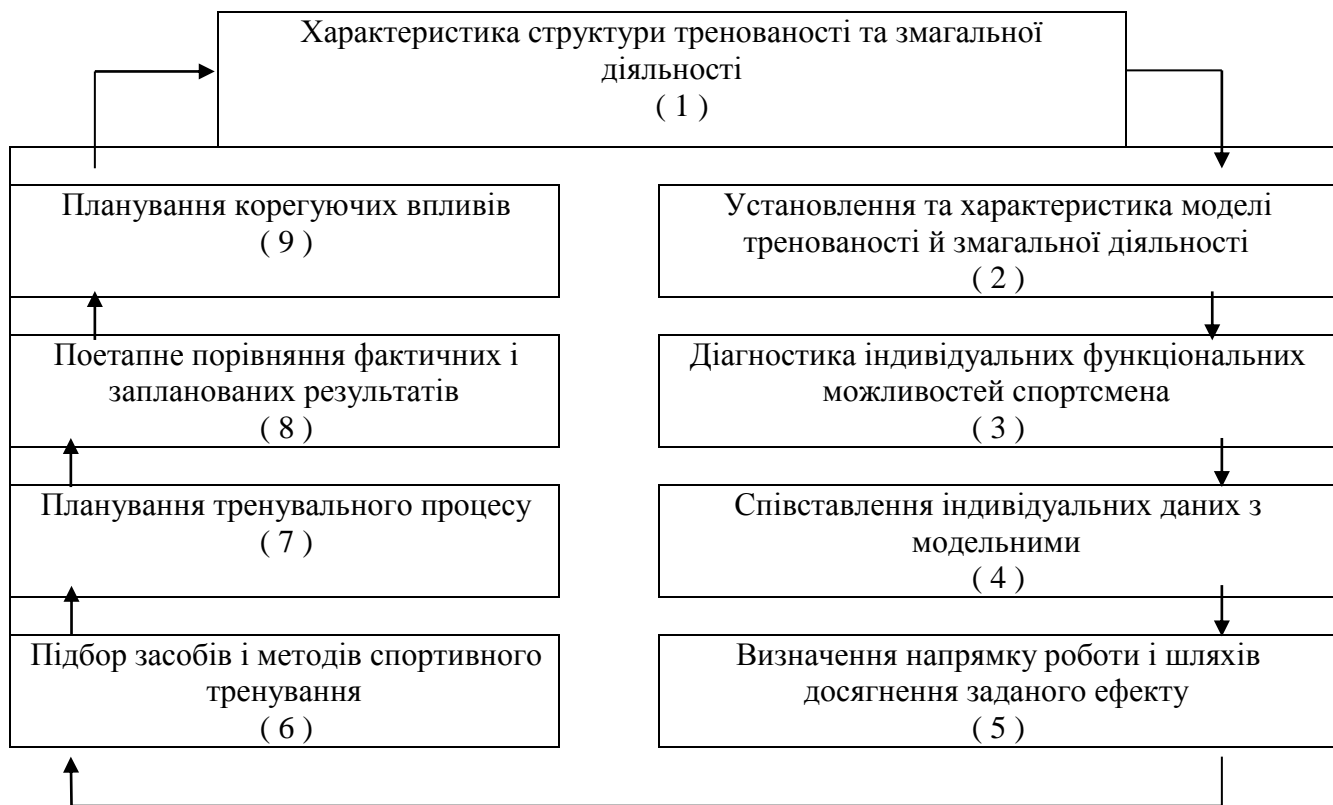 Характеристика структури тренованості та змагальної
діяльності
( 1 )
Планування корегуючих впливів
( 9 )
Установлення та характеристика моделі
тренованості й змагальної діяльності
( 2 )
Поетапне порівняння фактичних і
запланованих результатів
( 8 )
Діагностика індивідуальних функціональних
можливостей спортсмена
( 3 )
Планування тренувального процесу
( 7 )
Співставлення індивідуальних даних з
модельними
( 4 )
Підбор засобів і методів спортивного
тренування
( 6 )
Визначення напрямку роботи і шляхів
досягнення заданого ефекту
( 5 )